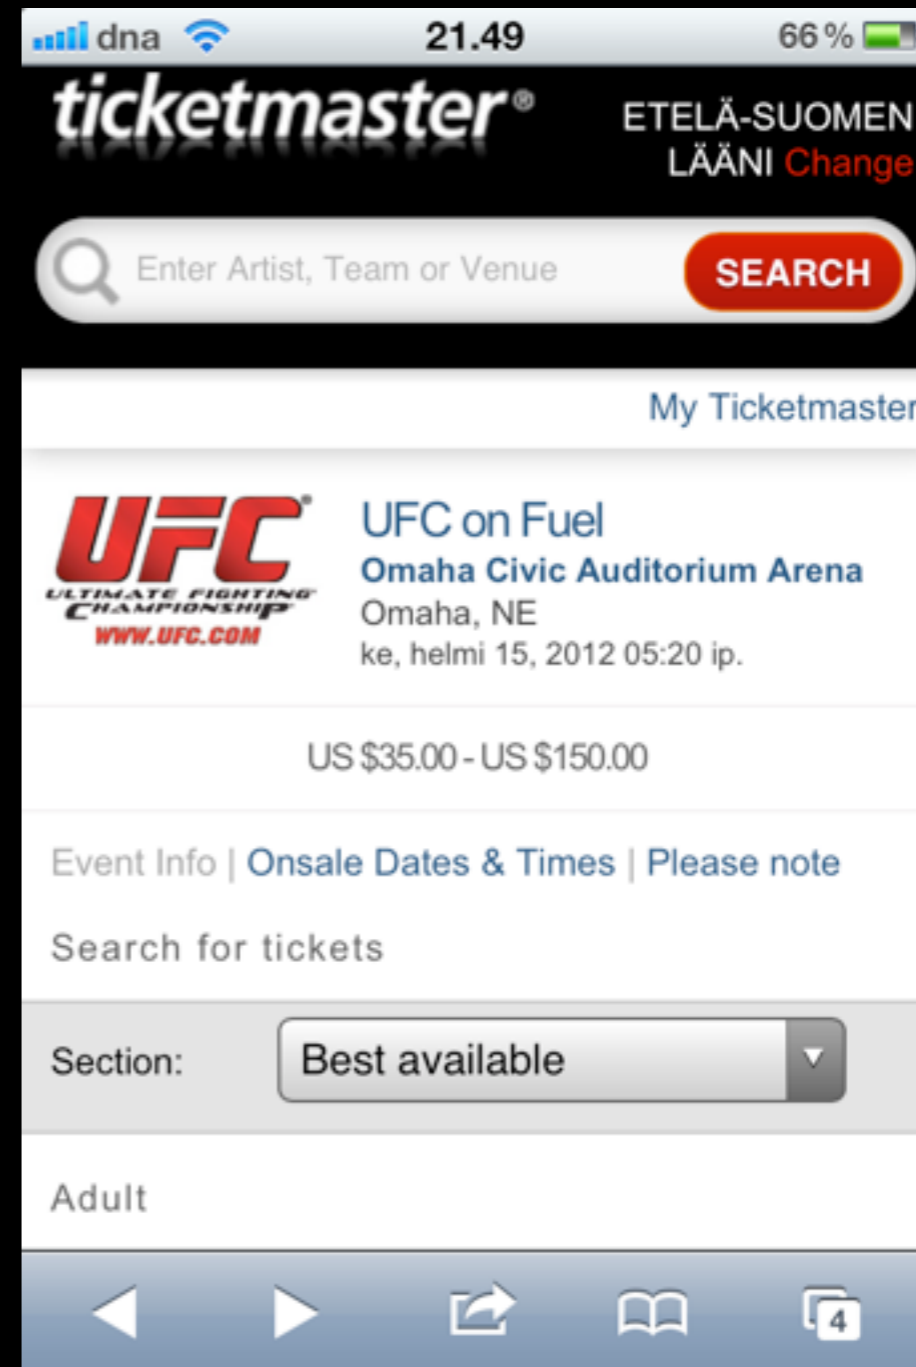 dna 21.49 66 %
ticketmaster®
ETELÄ-SUOMEN
LÄÄNI Change
Enter Artist, Team or Venue SEARCH
My Ticketmaster
UFC®
ULTIMATE FIGHTING
CHAMPIONSHIP
WWW.UFC.COM
UFC on Fuel
Omaha Civic Auditorium Arena
Omaha, NE
ke, helmi 15, 2012 05:20 ip.
US $35.00 - US $150.00
Event Info | Onsale Dates & Times | Please note
Search for tickets
Section: Best available
Adult
4